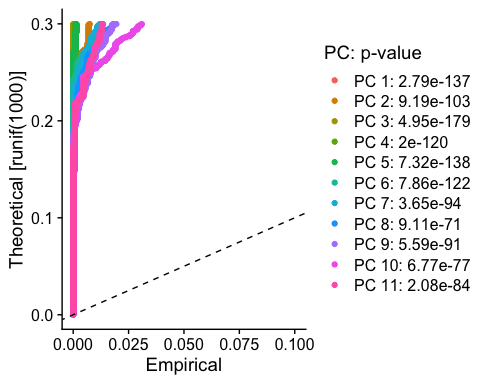 0.3
0.2
0.1
0.0
Theoretical [runif(1000)]
0.000 0.025 0.050 0.075 0.100
Empirical
PC: p-value
PC 1: 2.79e-137
PC 2: 9.19e-103
PC 3: 4.95e-179
PC 4: 2e-120
PC 5: 7.32e-138
PC 6: 7.86e-122
PC 7: 3.65e-94
PC 8: 9.11e-71
PC 9: 5.59e-91
PC 10: 6.77e-77
PC 11: 2.08e-84